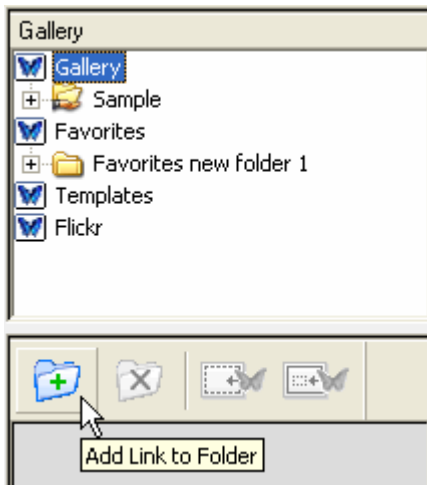 Gallery
Gallery
Sample
Favorites
Favorites new folder 1
Templates
Flickr
Add Link to Folder